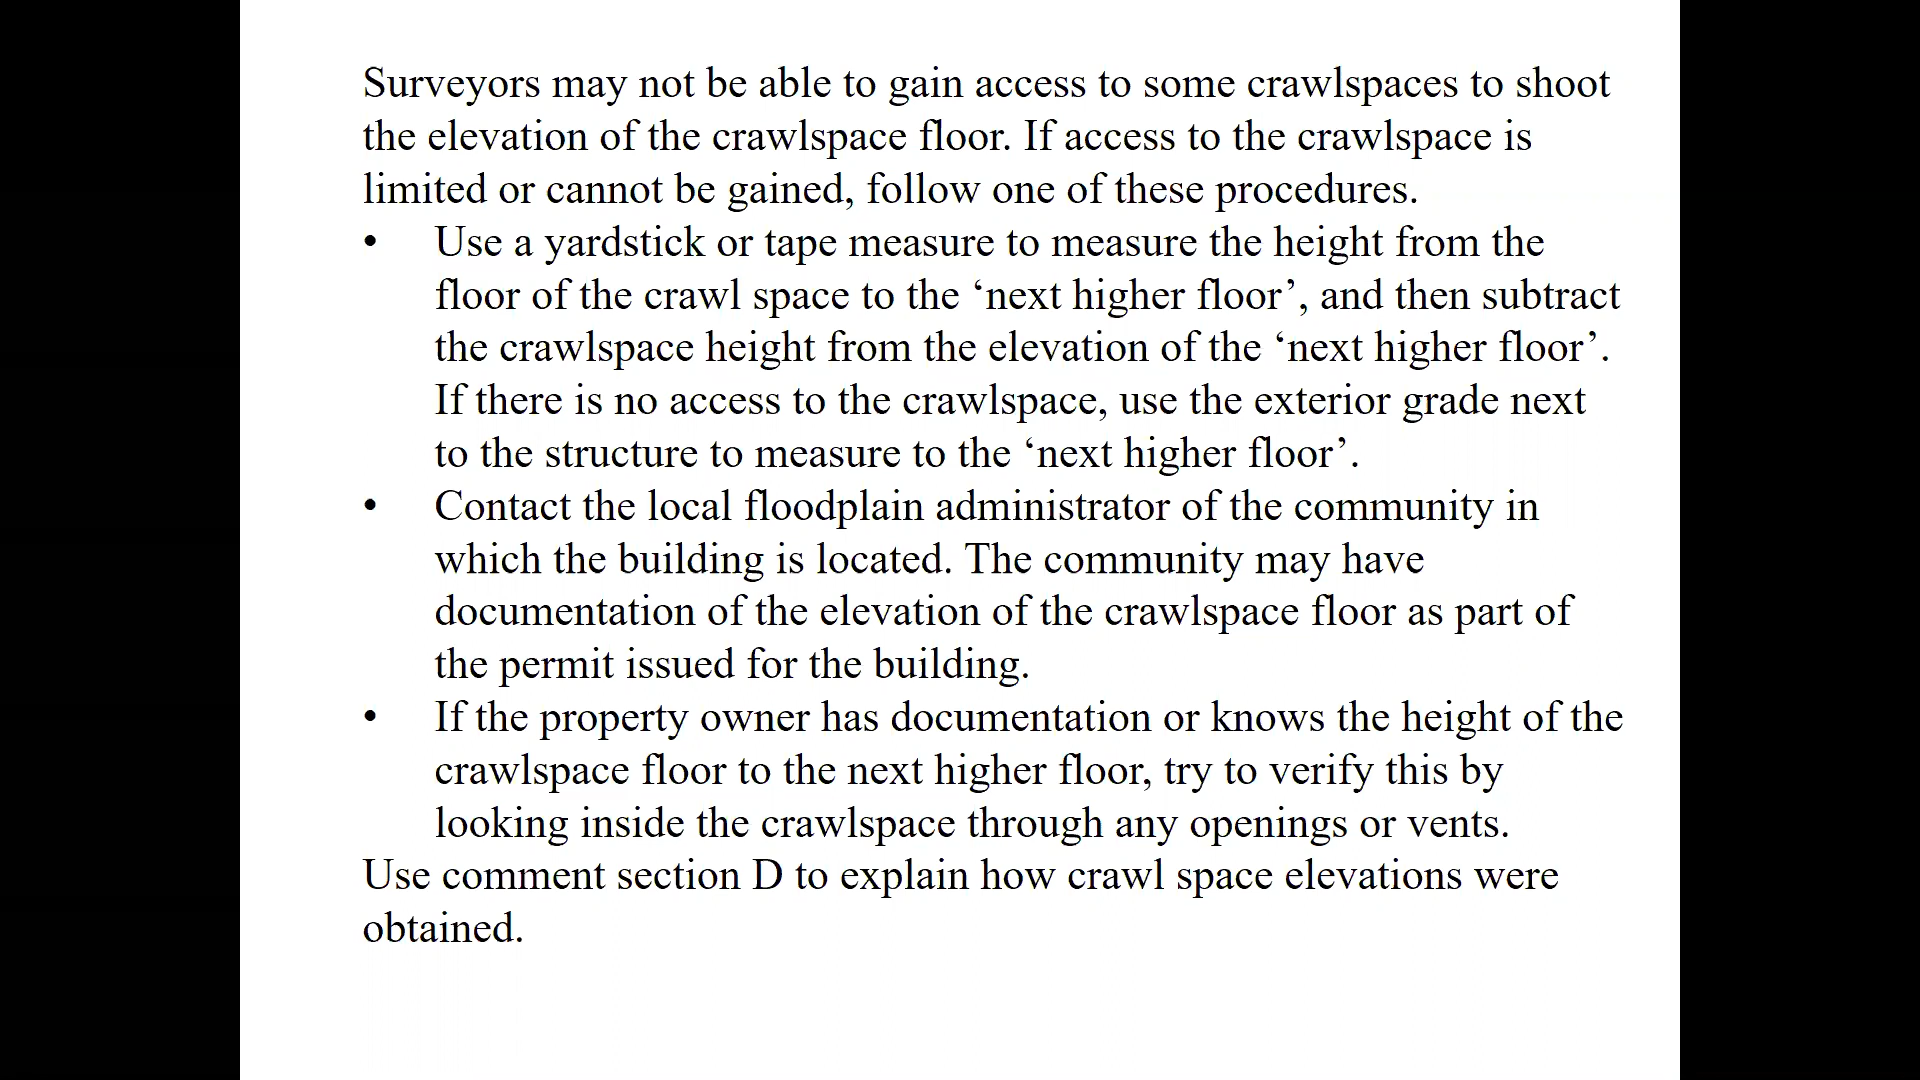 Surveyors may not be able to gain access to some crawlspaces to shoot
the elevation of the crawlspace floor. If access to the crawlspace is
limited or cannot be gained, follow one of these procedures.
• Use a yardstick or tape measure to measure the height from the
floor of the crawl space to the ‘next higher floor’, and then subtract
the crawlspace height from the elevation of the ‘next higher floor’.
If there is no access to the crawlspace, use the exterior grade next
to the structure to measure to the ‘next higher floor’.
• Contact the local floodplain administrator of the community in
which the building is located. The community may have
documentation of the elevation of the crawlspace floor as part of
the permit issued for the building.
• If the property owner has documentation or knows the height of the
crawlspace floor to the next higher floor, try to verify this by
looking inside the crawlspace through any openings or vents.
Use comment section D to explain how crawl space elevations were
obtained.